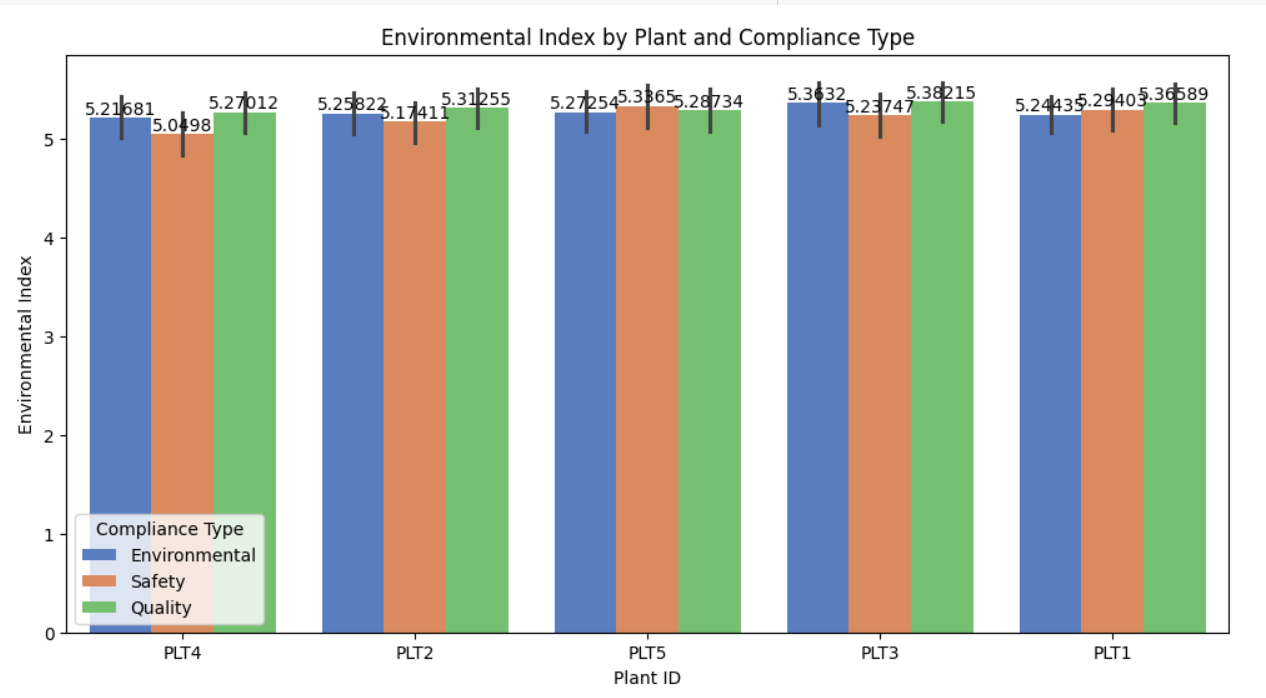 Environmental Index by Plant and Compliance Type
5.21681 5.0498 5.27012 5.25822 5.17411 5.31255 5.27254 5.3365 5.28734 5.3632 5.23747 5.38215 5.24435 5.29403 5.36589
Environmental Index
5
4
3
2
1
0
Compliance Type
Environmental
Safety
Quality
PLT4 PLT2 PLT5 PLT3 PLT1
Plant ID